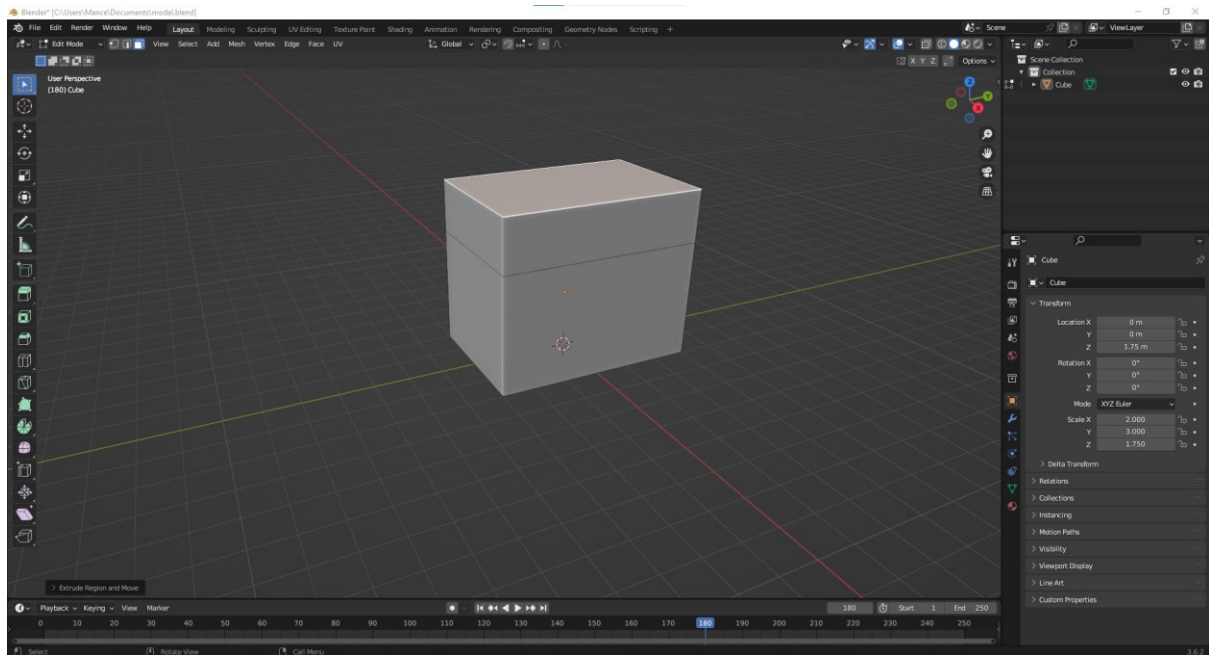 Blender* [C:\Users\Mance\Documents\model.blend]
File Edit Render Window Help Layout Modeling Sculpting UV Editing Texture Paint Shading Animation Rendering Compositing Geometry Nodes Scripting + Scene ViewLayer
Edit Mode View Select Add Mesh Vertex Edge Face UV Global
X Y Z Options
User Perspective
(180) Cube
Z
Y
X
Scene Collection
Collection
Cube
Cube
Cube
Transform
Location X 0 m
Y 0 m
Z 1.75 m
Rotation X 0°
Y 0°
Z 0°
Mode XYZ Euler
Scale X 2.000
Y 3.000
Z 1.750
Delta Transform
Relations
Collections
Instancing
Motion Paths
Visibility
Viewport Display
Line Art
Custom Properties
Extrude Region and Move
Playback Keying View Marker 180 Start 1 End 250
0 10 20 30 40 50 60 70 80 90 100 110 120 130 140 150 160 170 180 190 200 210 220 230 240 250
Select Rotate View Call Menu 3.6.2